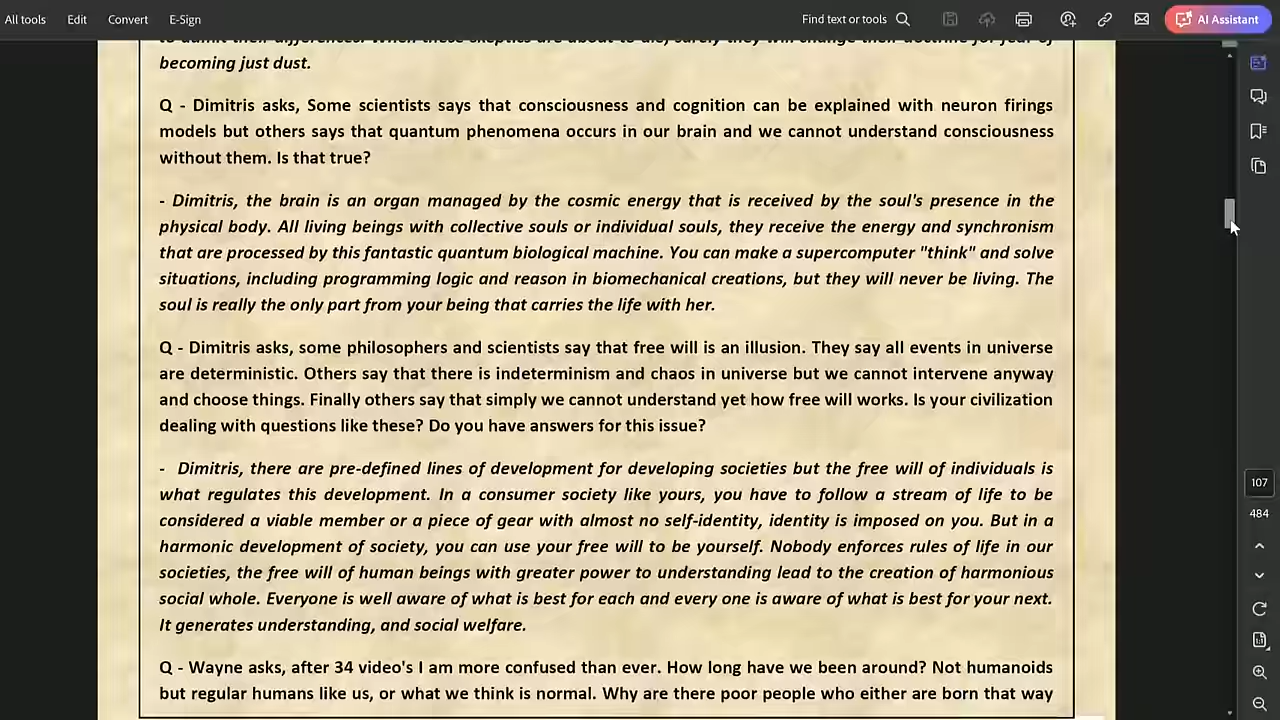 All tools Edit Convert E-Sign Find text or tools AI Assistant
becoming just dust.
Q - Dimitris asks, Some scientists says that consciousness and cognition can be explained with neuron firings
models but others says that quantum phenomena occurs in our brain and we cannot understand consciousness
without them. Is that true?
- Dimitris, the brain is an organ managed by the cosmic energy that is received by the soul's presence in the
physical body. All living beings with collective souls or individual souls, they receive the energy and synchronism
that are processed by this fantastic quantum biological machine. You can make a supercomputer "think" and solve
situations, including programming logic and reason in biomechanical creations, but they will never be living. The
soul is really the only part from your being that carries the life with her.
Q - Dimitris asks, some philosophers and scientists say that free will is an illusion. They say all events in universe
are deterministic. Others say that there is indeterminism and chaos in universe but we cannot intervene anyway
and choose things. Finally others say that simply we cannot understand yet how free will works. Is your civilization
dealing with questions like these? Do you have answers for this issue?
- Dimitris, there are pre-defined lines of development for developing societies but the free will of individuals is
what regulates this development. In a consumer society like yours, you have to follow a stream of life to be
considered a viable member or a piece of gear with almost no self-identity, identity is imposed on you. But in a
harmonic development of society, you can use your free will to be yourself. Nobody enforces rules of life in our
societies, the free will of human beings with greater power to understanding lead to the creation of harmonious
social whole. Everyone is well aware of what is best for each and every one is aware of what is best for your next.
It generates understanding, and social welfare.
Q - Wayne asks, after 34 video's I am more confused than ever. How long have we been around? Not humanoids
but regular humans like us, or what we think is normal. Why are there poor people who either are born that way
107
484